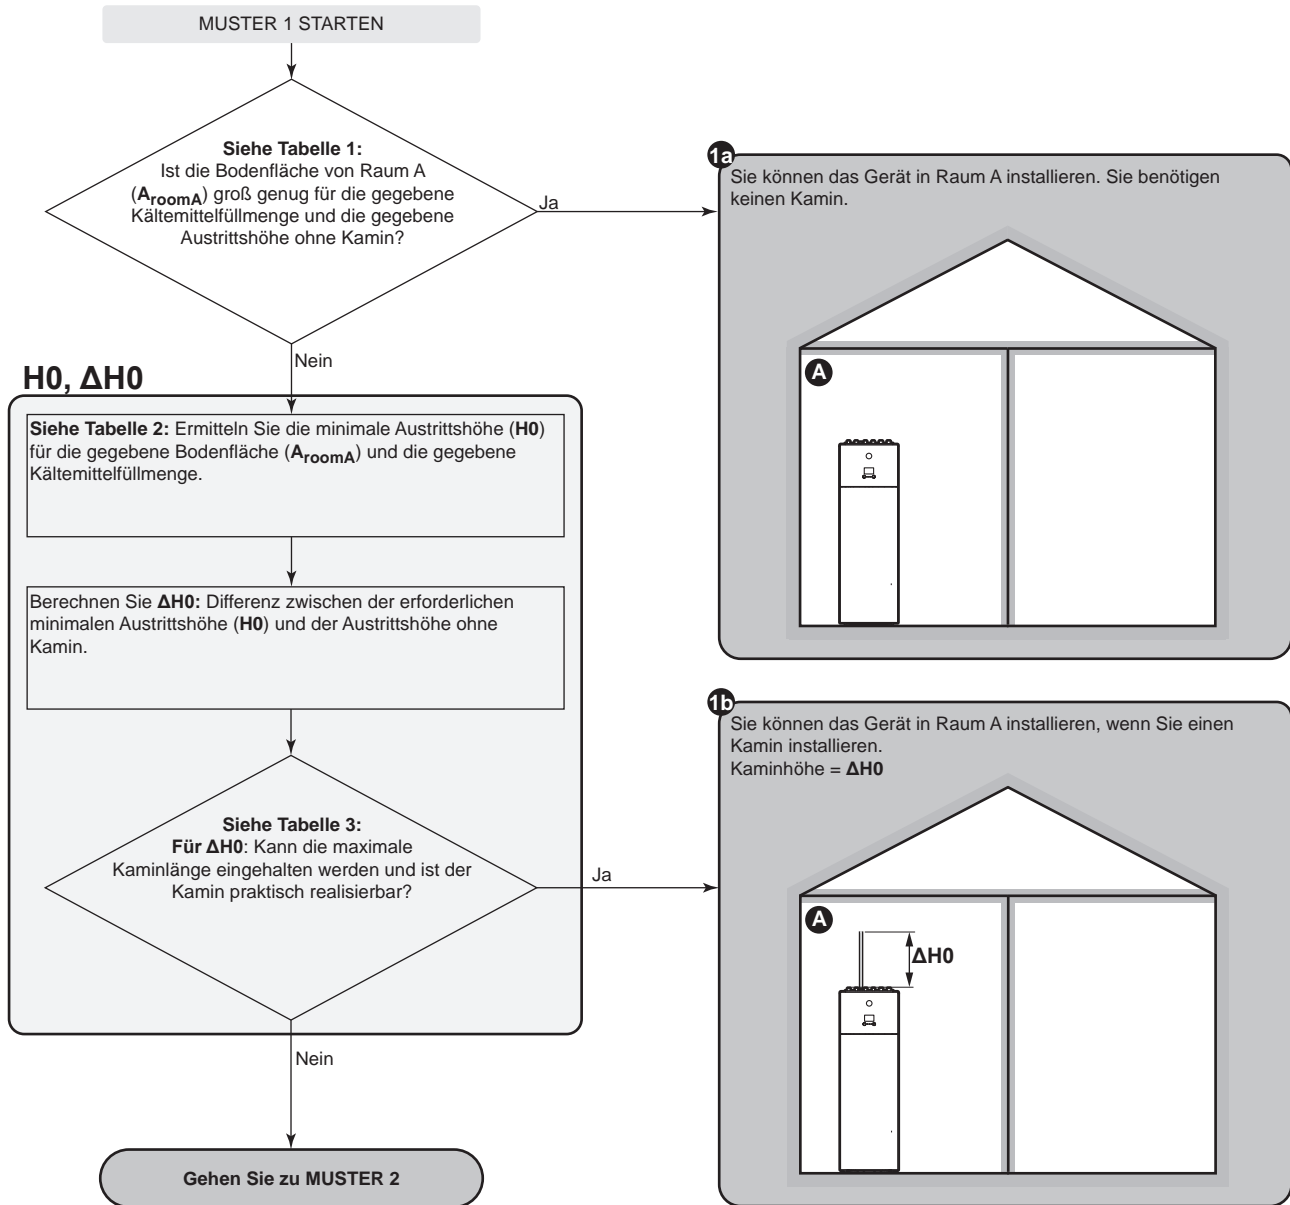 MUSTER 1 STARTEN
Siehe Tabelle 1:
Ist die Bodenfläche von Raum A
(AroomA) groß genug für die gegebene
Kältemittelfüllmenge und die gegebene
Austrittshöhe ohne Kamin?
Ja
1a
Sie können das Gerät in Raum A installieren. Sie benötigen
keinen Kamin.
A
Nein
H0, ΔH0
Siehe Tabelle 2: Ermitteln Sie die minimale Austrittshöhe (H0)
für die gegebene Bodenfläche (AroomA) und die gegebene
Kältemittelfüllmenge.
Berechnen Sie ΔH0: Differenz zwischen der erforderlichen
minimalen Austrittshöhe (H0) und der Austrittshöhe ohne
Kamin.
Siehe Tabelle 3:
Für ΔH0: Kann die maximale
Kaminlänge eingehalten werden und ist der
Kamin praktisch realisierbar?
Ja
1b
Sie können das Gerät in Raum A installieren, wenn Sie einen
Kamin installieren.
Kaminhöhe = ΔH0
A
ΔH0
Nein
Gehen Sie zu MUSTER 2